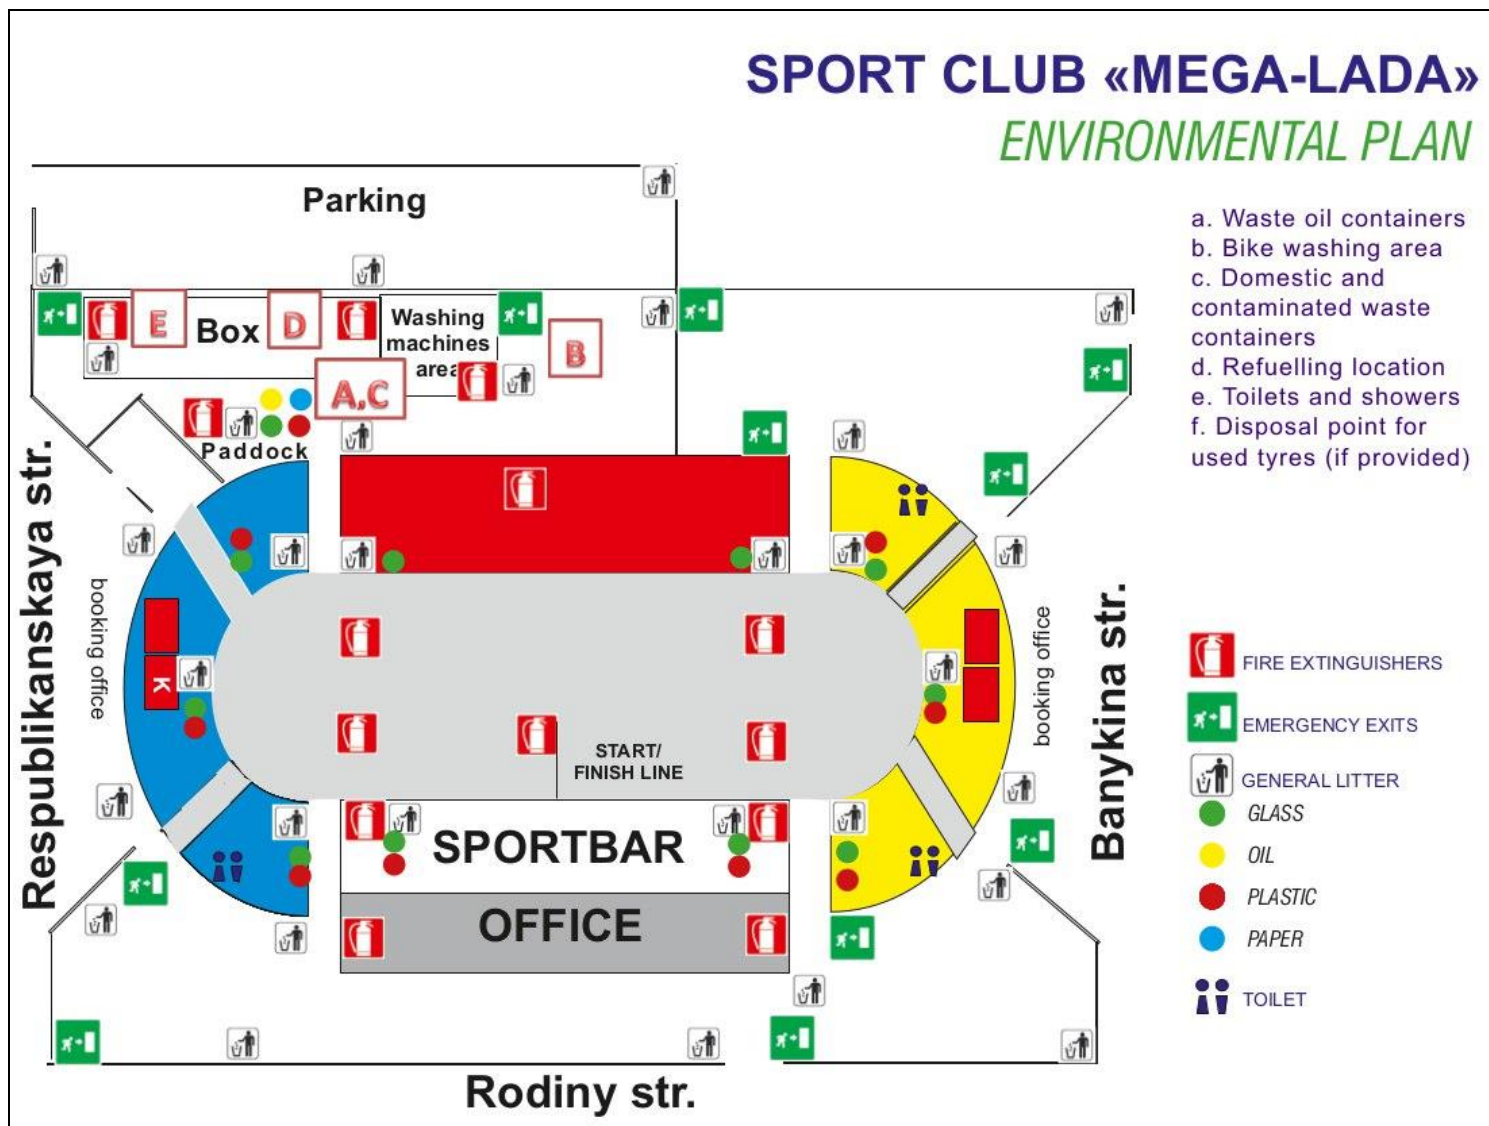 SPORT CLUB «MEGA-LADA»
ENVIRONMENTAL PLAN
Parking
a. Waste oil containers
b. Bike washing area
c. Domestic and
contaminated waste
containers
d. Refuelling location
e. Toilets and showers
f. Disposal point for
used tyres (if provided)
E
Box
D
Washing
machines
area
B
A,C
Paddock
Respublikanskaya str.
booking office
K
START/
FINISH LINE
booking office
Banykina str.
SPORTBAR
OFFICE
Rodiny str.
FIRE EXTINGUISHERS
EMERGENCY EXITS
GENERAL LITTER
GLASS
OIL
PLASTIC
PAPER
TOILET